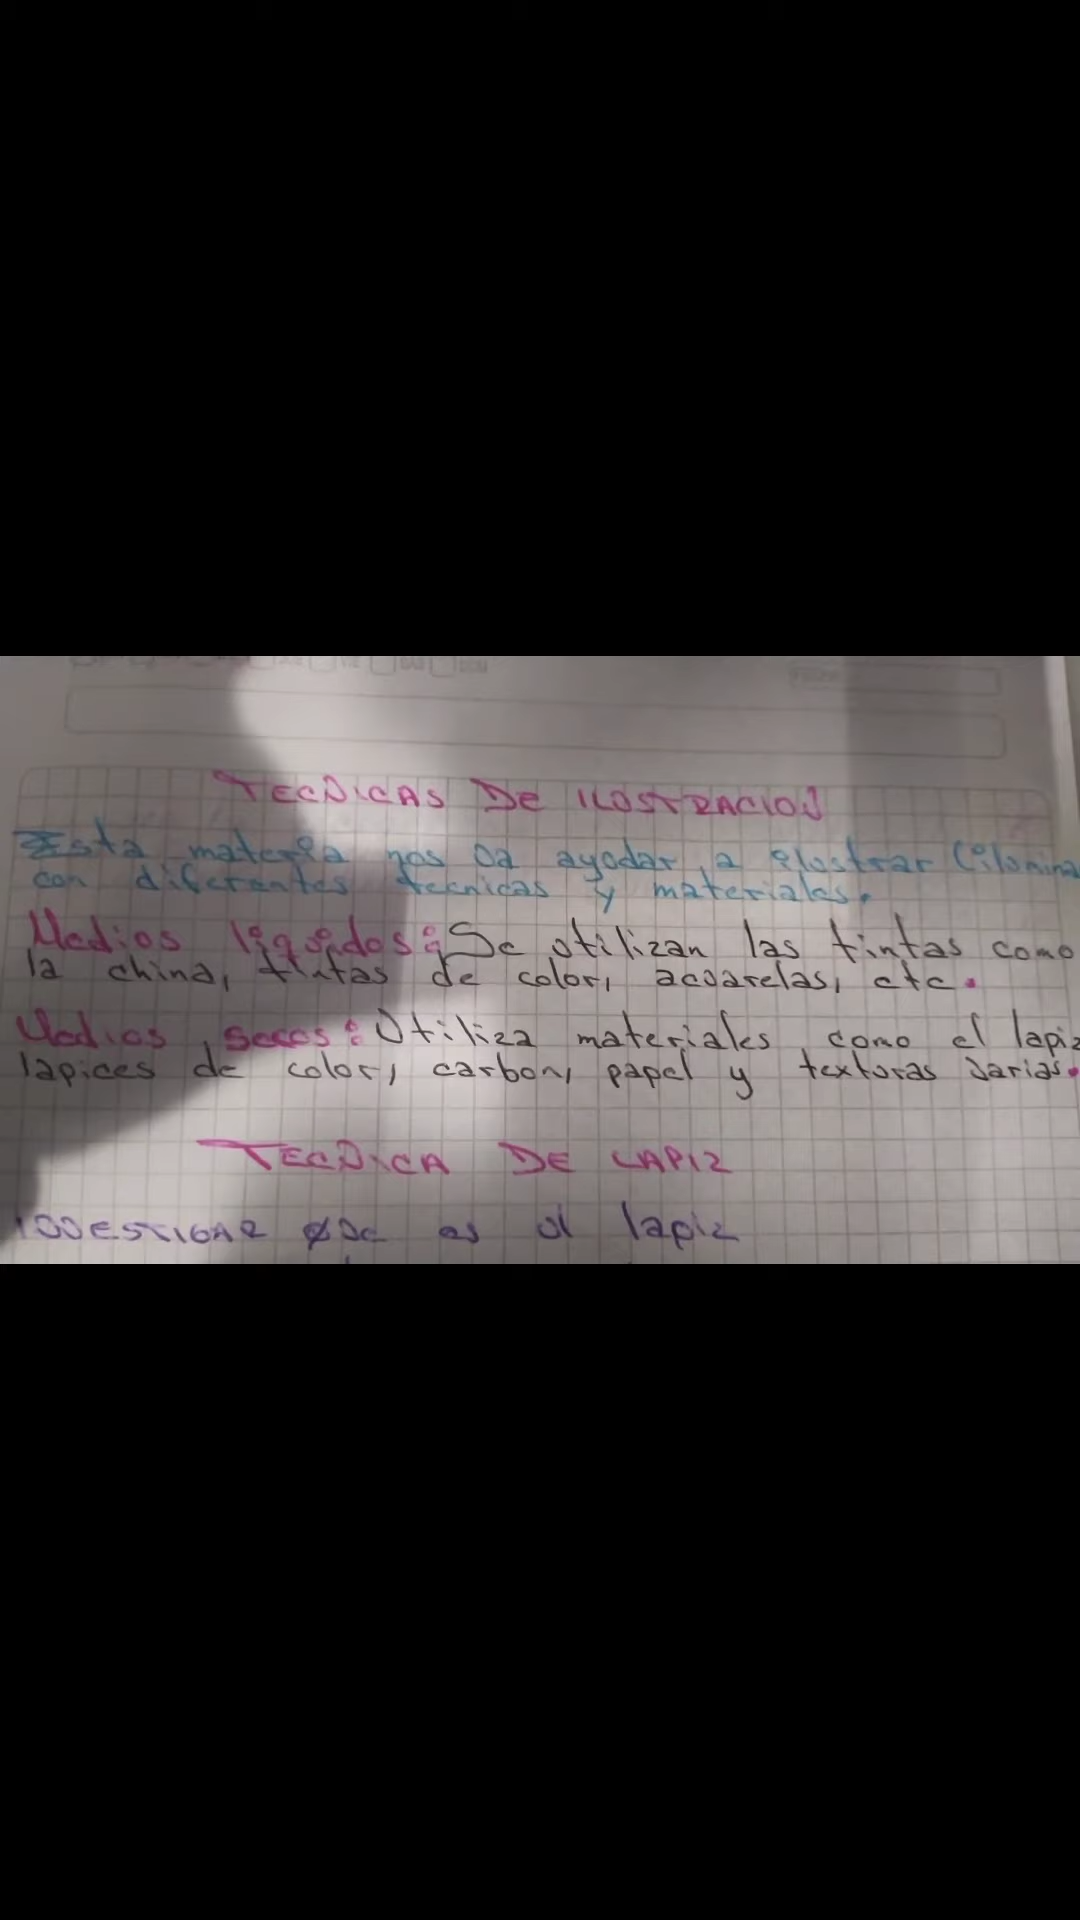 TECNICAS DE ILUSTRACION
Esta materia nos va ayudar a ilustrar (ilumina
con diferentes tecnicas y materiales.
Medios liquidos: Se utilizan las tintas como
la china, tintas de color, acuarelas, etc.
Medios secos: Utiliza materiales como el lapiz
lapices de color, carbon, papel y texturas varias.
TECNICA DE LAPIZ
INVESTIGAR que es el lapiz